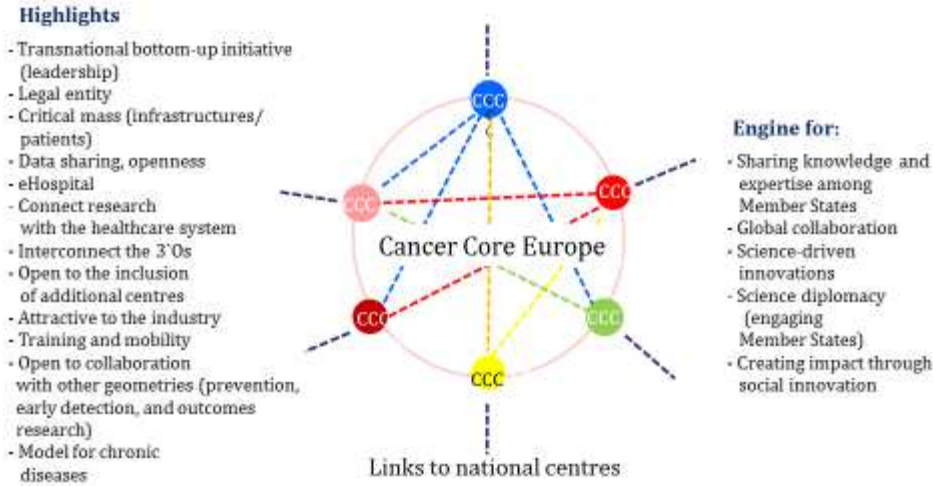 Highlights
- Transnational bottom-up initiative
(leadership)
- Legal entity
- Critical mass (infrastructures/
patients)
- Data sharing, openness
- eHospital
- Connect research
with the healthcare system
- Interconnect the 3`Os
- Open to the inclusion
of additional centres
- Attractive to the industry
- Training and mobility
- Open to collaboration
with other geometries (prevention,
early detection, and outcomes
research)
- Model for chronic
diseases
CCC
CCC
CCC
Cancer Core Europe
CCC
CCC
CCC
Links to national centres
Engine for:
- Sharing knowledge and
expertise among
Member States
- Global collaboration
- Science-driven
innovations
- Science diplomacy
(engaging
Member States)
- Creating impact through
social innovation